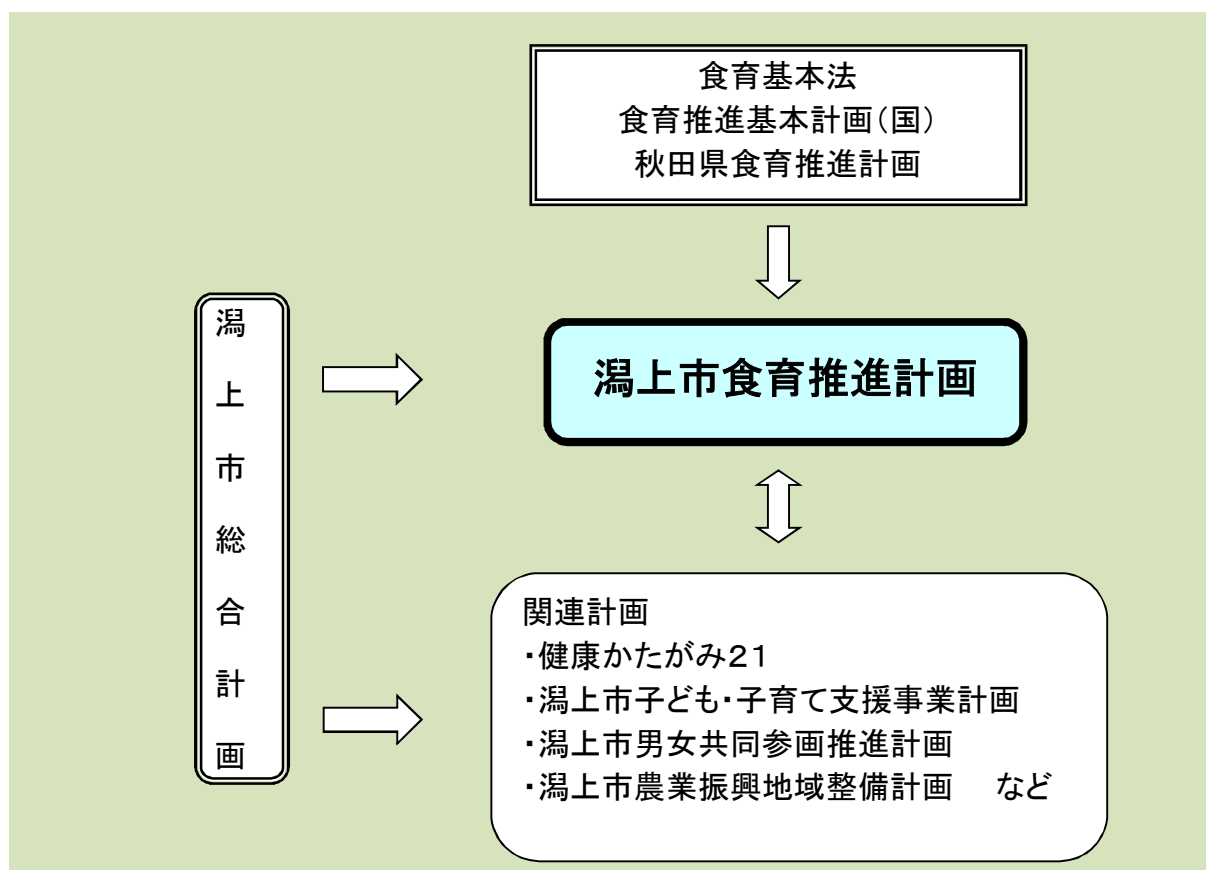 食育基本法
食育推進基本計画(国)
秋田県食育推進計画
潟上市総合計画
潟上市食育推進計画
関連計画
・健康かたがみ21
・潟上市子ども・子育て支援事業計画
・潟上市男女共同参画推進計画
・潟上市農業振興地域整備計画　など